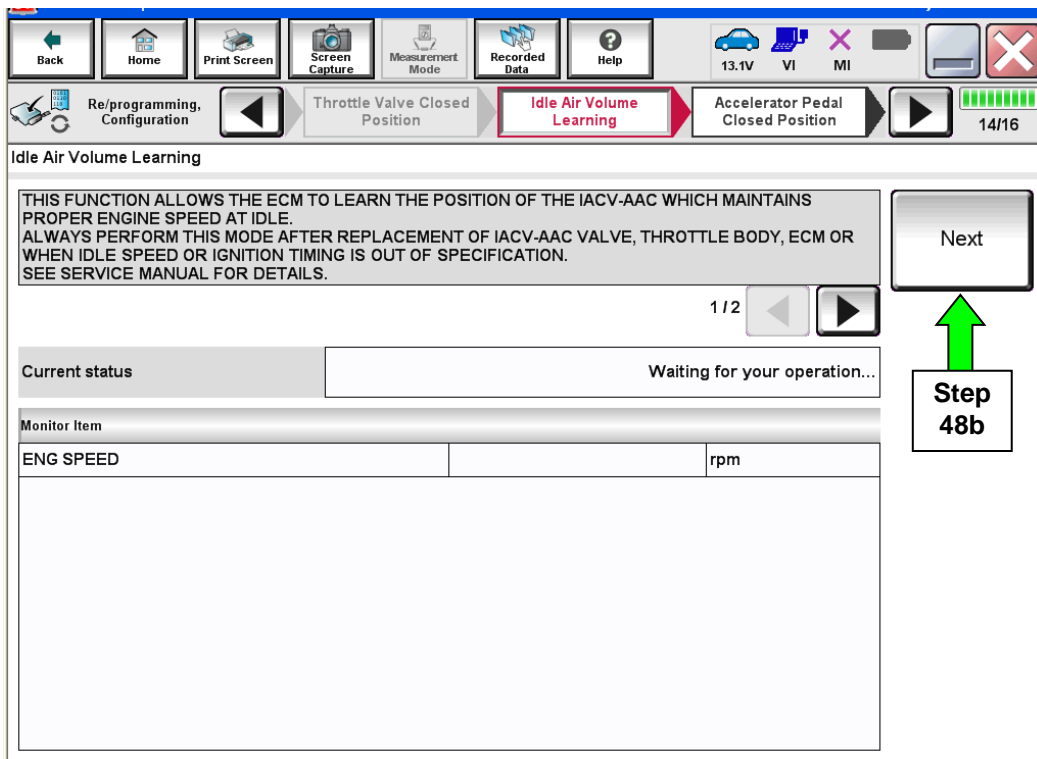 Back
Home
Print Screen
Screen
Capture
Measurement
Mode
Recorded
Data
Help
13.1V
VI
MI
Re/programming,
Configuration
Throttle Valve Closed
Position
Idle Air Volume
Learning
Accelerator Pedal
Closed Position
14/16
Idle Air Volume Learning
THIS FUNCTION ALLOWS THE ECM TO LEARN THE POSITION OF THE IACV-AAC WHICH MAINTAINS
PROPER ENGINE SPEED AT IDLE.
ALWAYS PERFORM THIS MODE AFTER REPLACEMENT OF IACV-AAC VALVE, THROTTLE BODY, ECM OR
WHEN IDLE SPEED OR IGNITION TIMING IS OUT OF SPECIFICATION.
SEE SERVICE MANUAL FOR DETAILS.
Next
1/2
Current status
Waiting for your operation...
Step
48b
Monitor Item
ENG SPEED
rpm